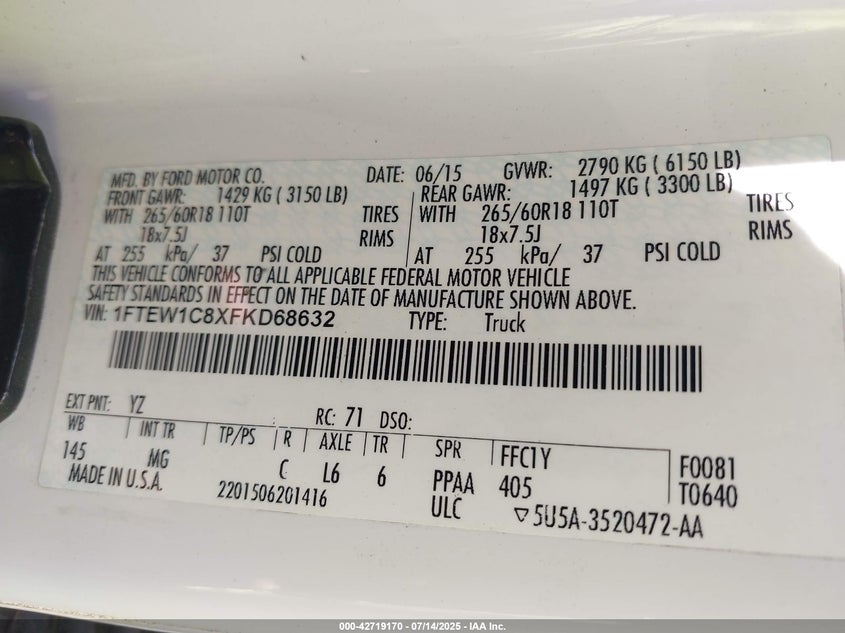 MFD. BY FORD MOTOR CO. DATE: 06/15 GVWR: 2790 KG ( 6150 LB)
FRONT GAWR: 1429 KG ( 3150 LB) REAR GAWR: 1497 KG ( 3300 LB)
WITH 265/60R18 110T TIRES WITH 265/60R18 110T TIRES
18x7.5J RIMS 18x7.5J RIMS
AT 255 kPa/ 37 PSI COLD AT 255 kPa/ 37 PSI COLD
THIS VEHICLE CONFORMS TO ALL APPLICABLE FEDERAL MOTOR VEHICLE
SAFETY STANDARDS IN EFFECT ON THE DATE OF MANUFACTURE SHOWN ABOVE.
VIN: 1FTEW1C8XFKD68632 TYPE: Truck
EXT PNT: YZ RC: 71 DSO:
WB INT TR TP/PS R AXLE TR SPR FFC1Y F0081
145 MG C L6 6 PPAA 405 T0640
MADE IN U.S.A. 2201506201416 ULC ▽5U5A-3520472-AA
000-42719170 - 07/14/2025 - IAA Inc.